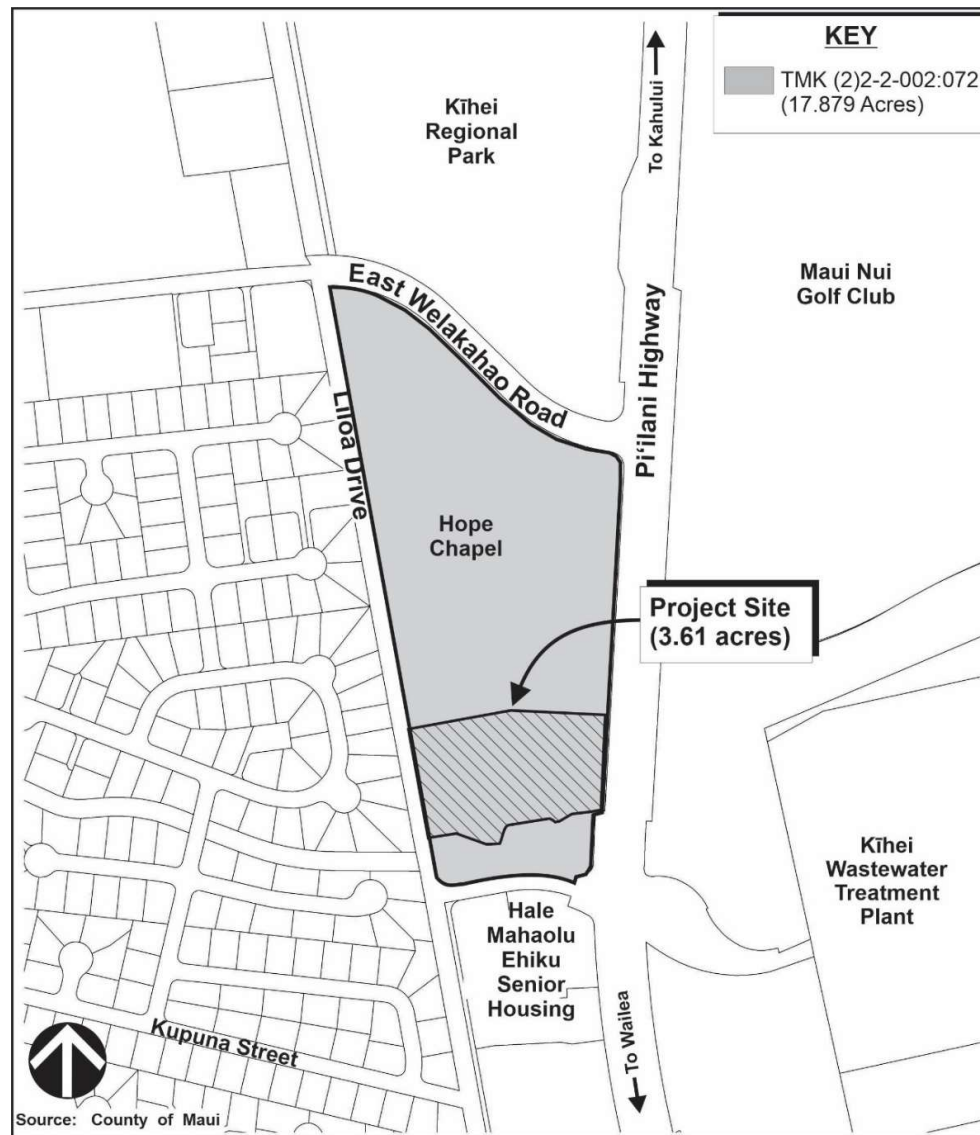 KEY
TMK (2)2-2-002:072
(17.879 Acres)
Kīhei
Regional
Park
To Kahului
Maui Nui
Golf Club
East Welakahao Road
Piʻilani Highway
Liloa Drive
Hope
Chapel
Project Site
(3.61 acres)
Kīhei
Wastewater
Treatment
Plant
Hale
Mahaolu
Ehiku
Senior
Housing
Kupuna Street
To Wailea
Source: County of Maui